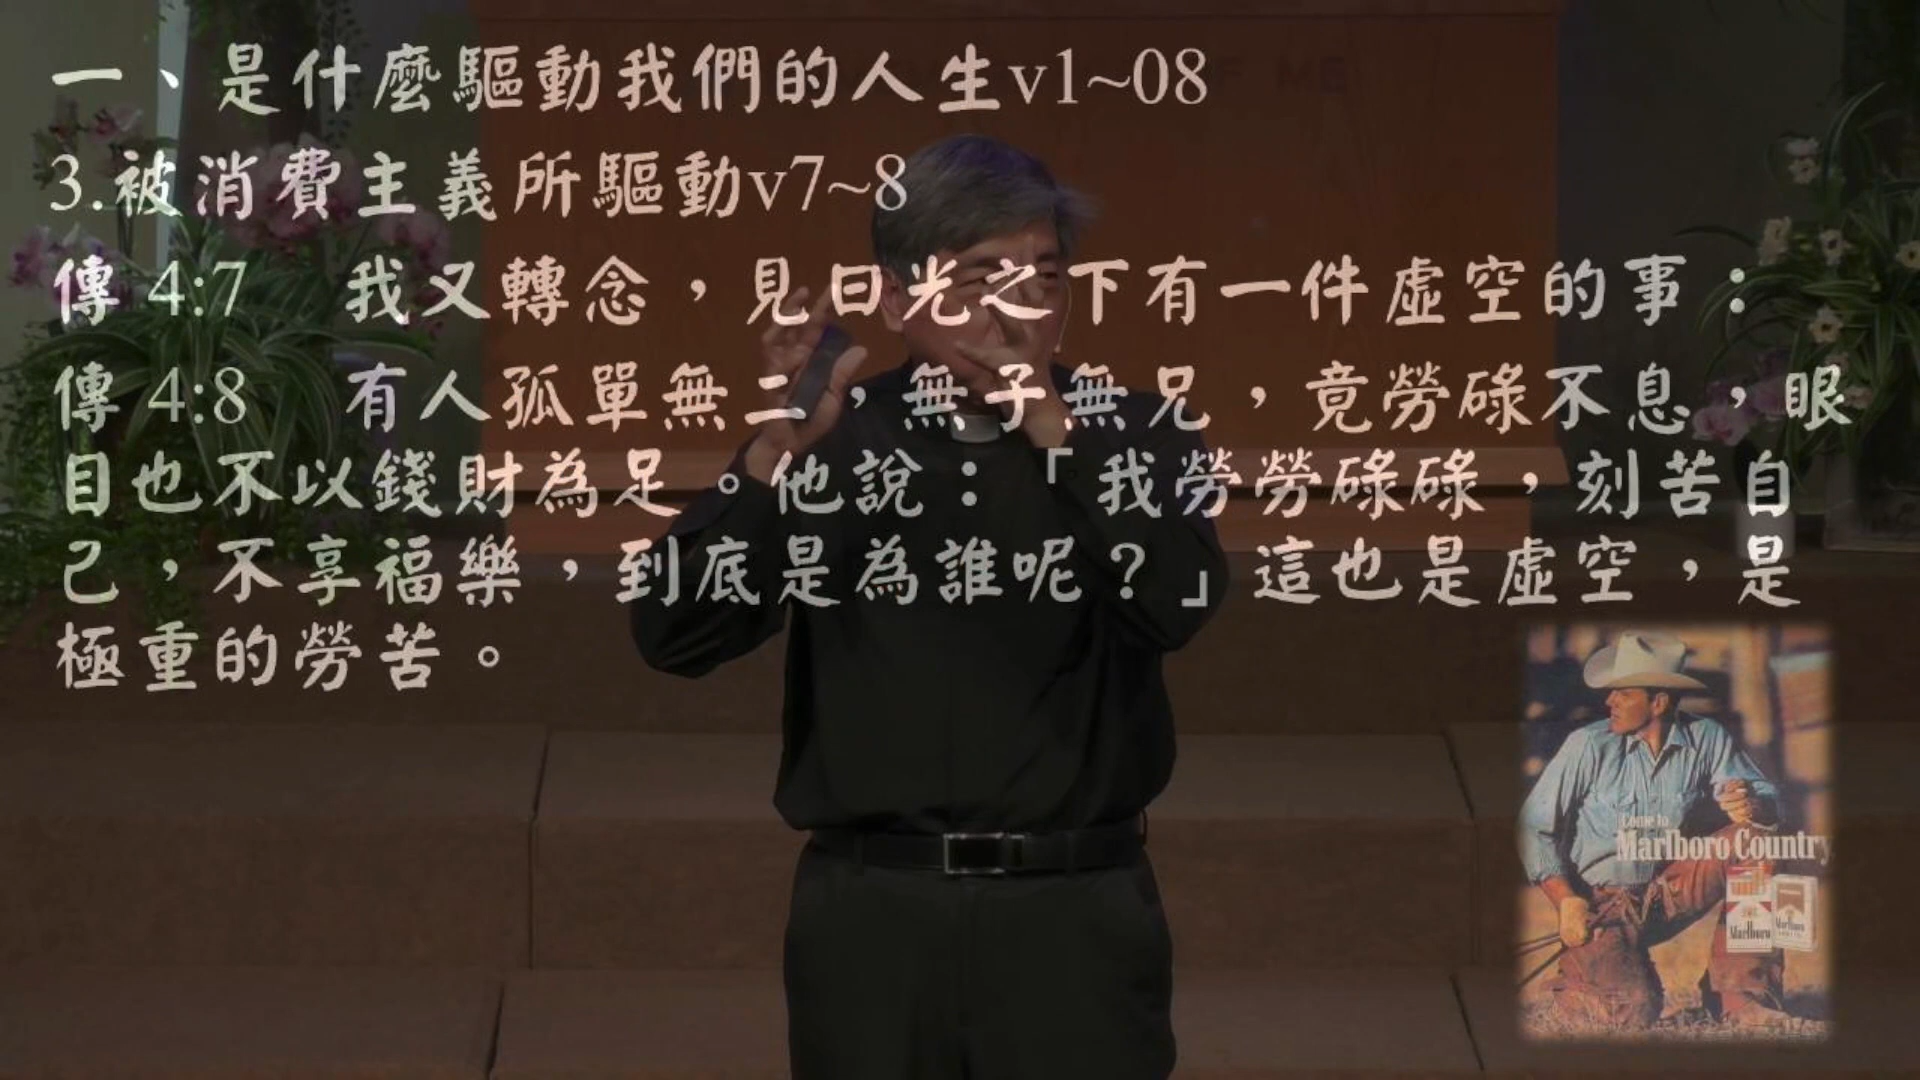 一、是什麼驅動我們的人生v1~08
3.被消費主義所驅動v7~8
傳 4:7 我又轉念，見日光之下有一件虛空的事：
傳 4:8 有人孤單無二，無子無兄，竟勞碌不息，眼
目也不以錢財為足。他說：「我勞勞碌碌，刻苦自
己，不享福樂，到底是為誰呢？」這也是虛空，是
極重的勞苦。
Come to
Marlboro Country
Marlboro
Marlboro